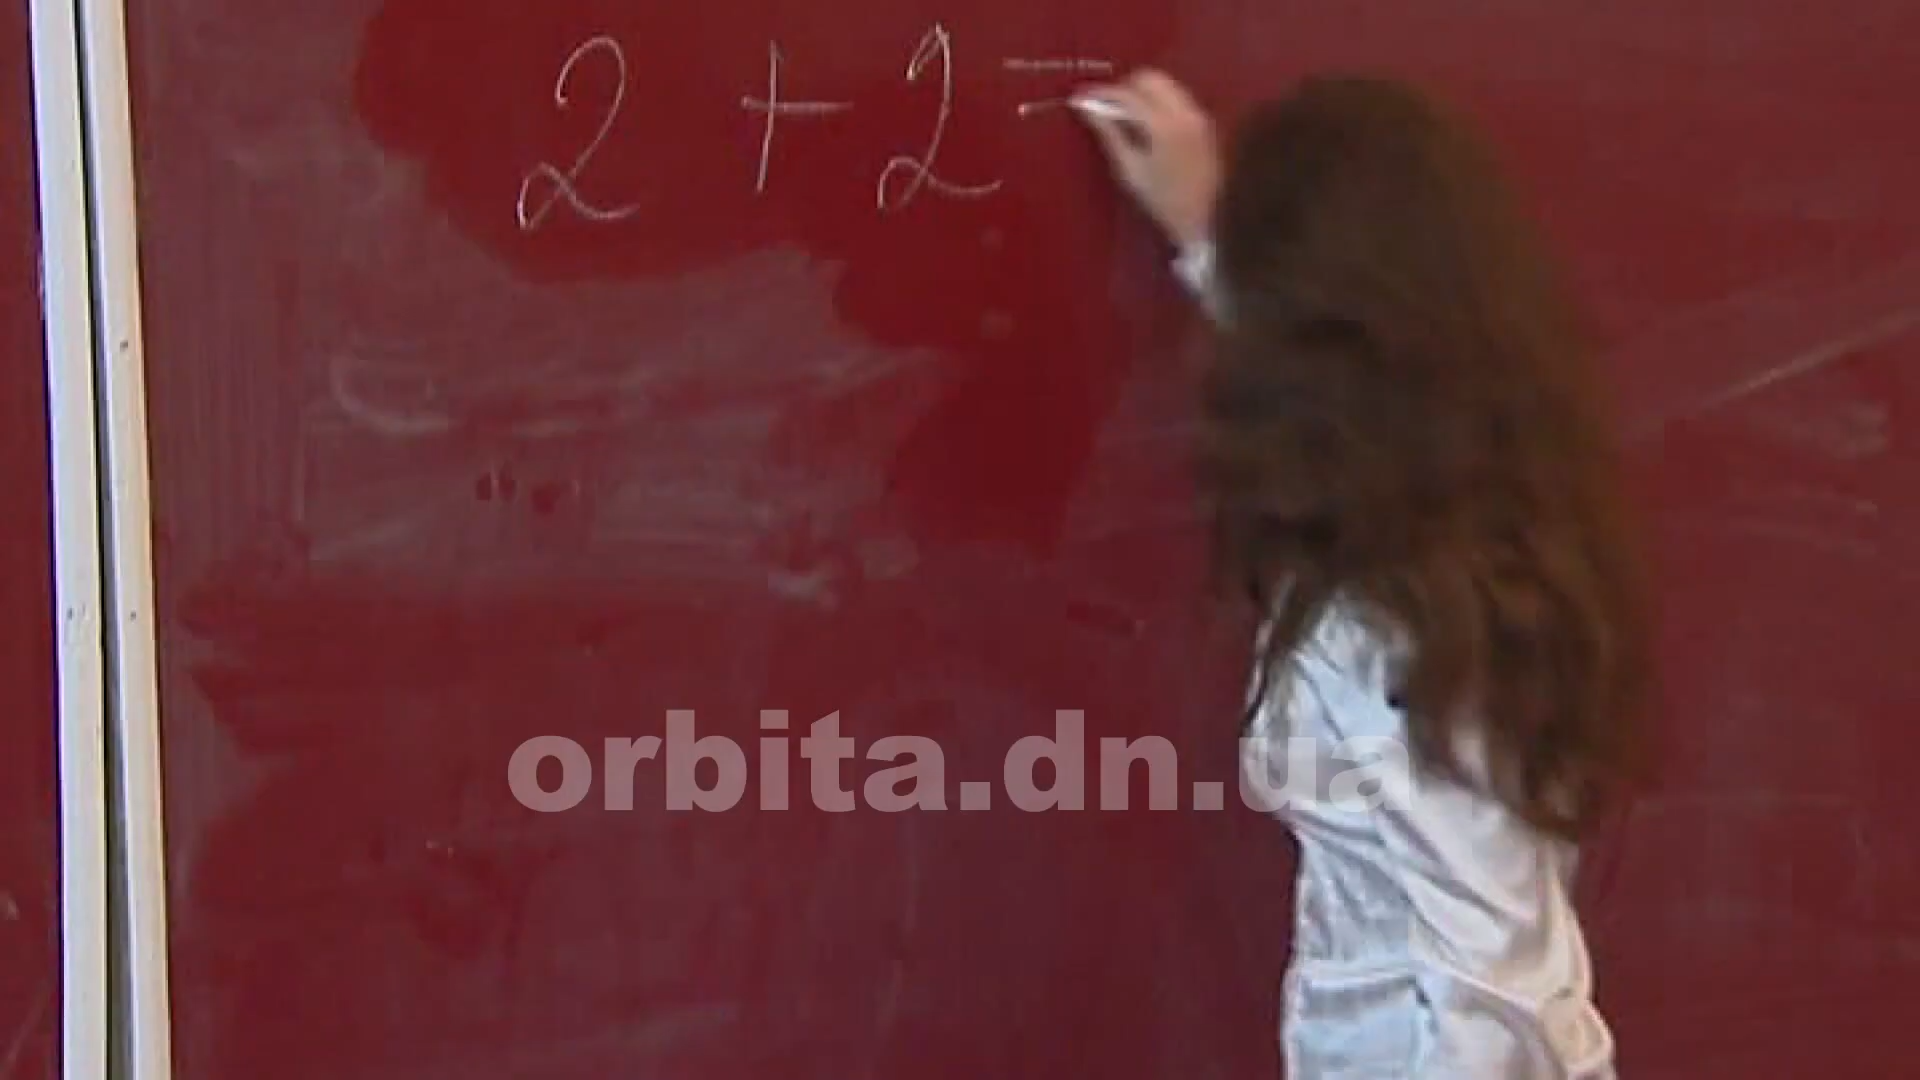 2 + 2 =
orbita.dn.ua